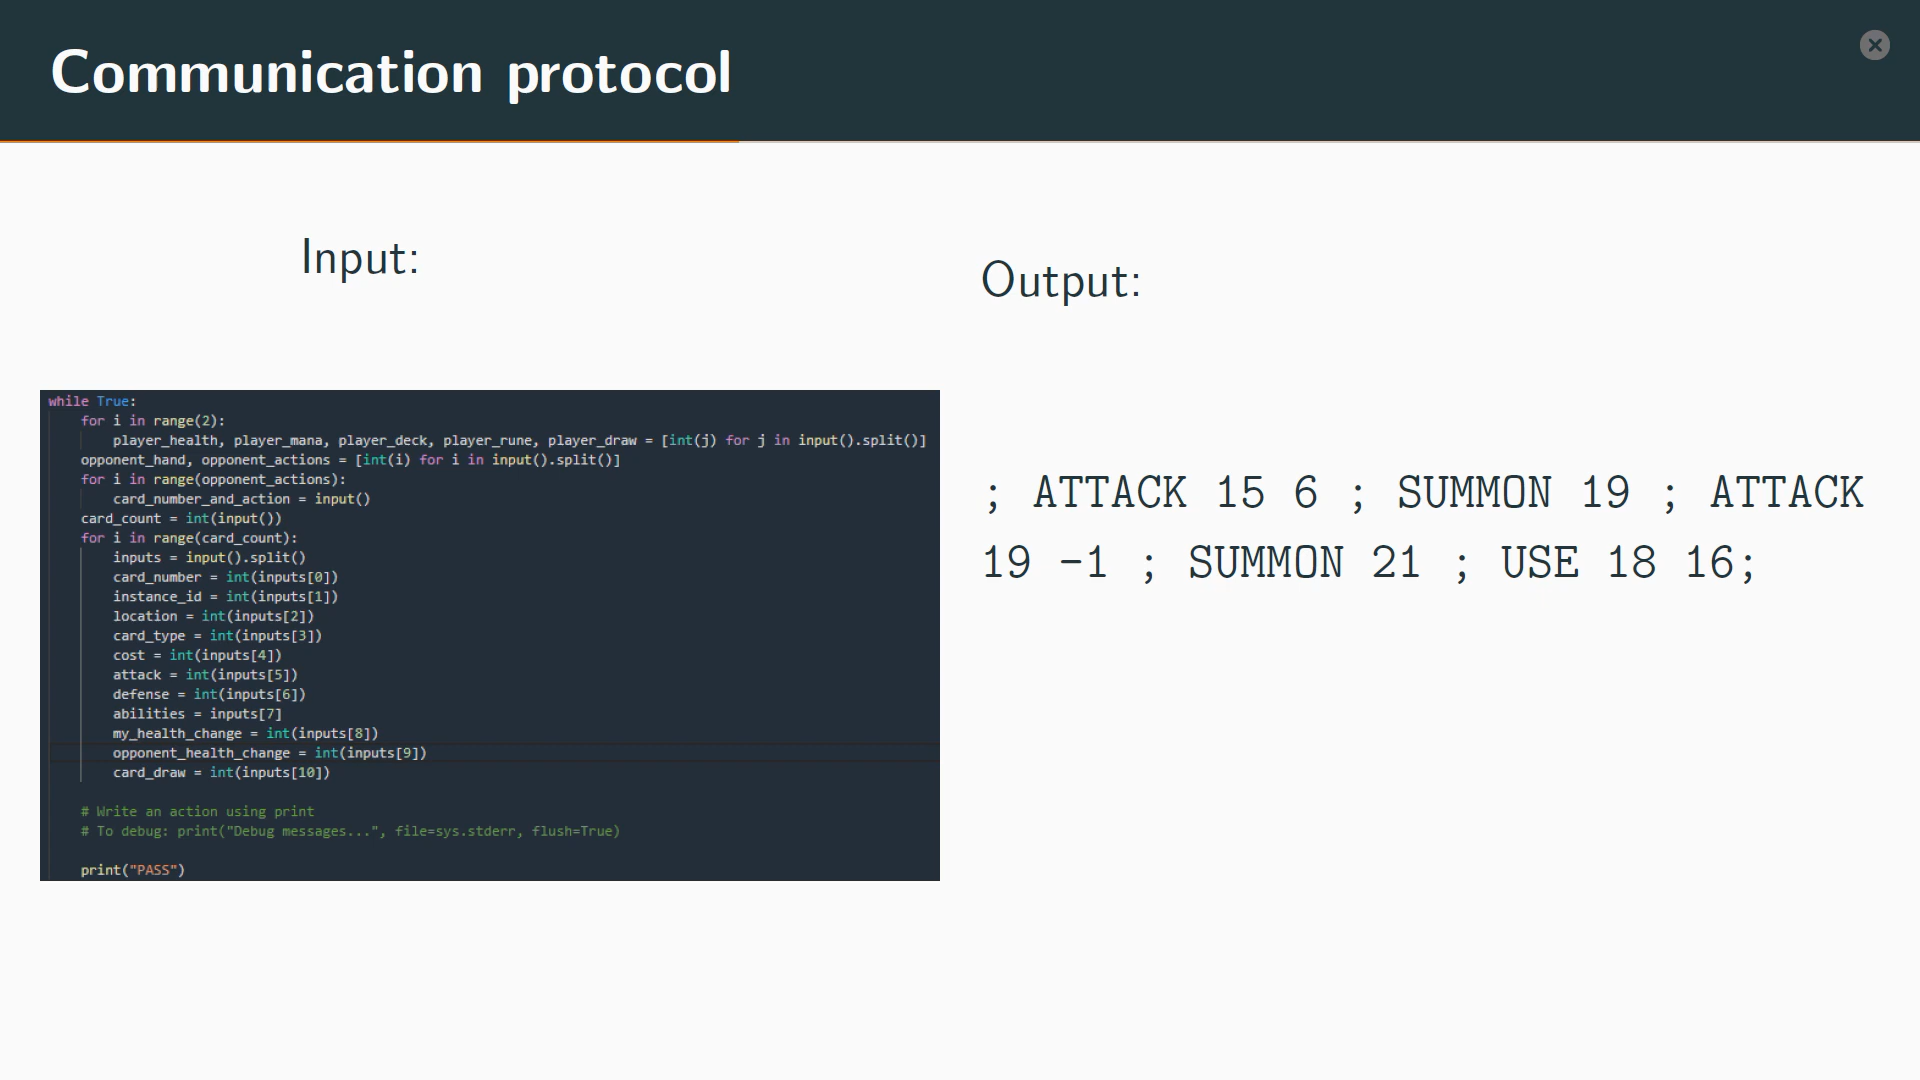 Communication protocol
Input:
while True:
    for i in range(2):
        player_health, player_mana, player_deck, player_rune, player_draw = [int(j) for j in input().split()]
    opponent_hand, opponent_actions = [int(i) for i in input().split()]
    for i in range(opponent_actions):
        card_number_and_action = input()
    card_count = int(input())
    for i in range(card_count):
        inputs = input().split()
        card_number = int(inputs[0])
        instance_id = int(inputs[1])
        location = int(inputs[2])
        card_type = int(inputs[3])
        cost = int(inputs[4])
        attack = int(inputs[5])
        defense = int(inputs[6])
        abilities = inputs[7]
        my_health_change = int(inputs[8])
        opponent_health_change = int(inputs[9])
        card_draw = int(inputs[10])
    # Write an action using print
    # To debug: print("Debug messages...", file=sys.stderr, flush=True)
    print("PASS")
Output:
; ATTACK 15 6 ; SUMMON 19 ; ATTACK
19 -1 ; SUMMON 21 ; USE 18 16;